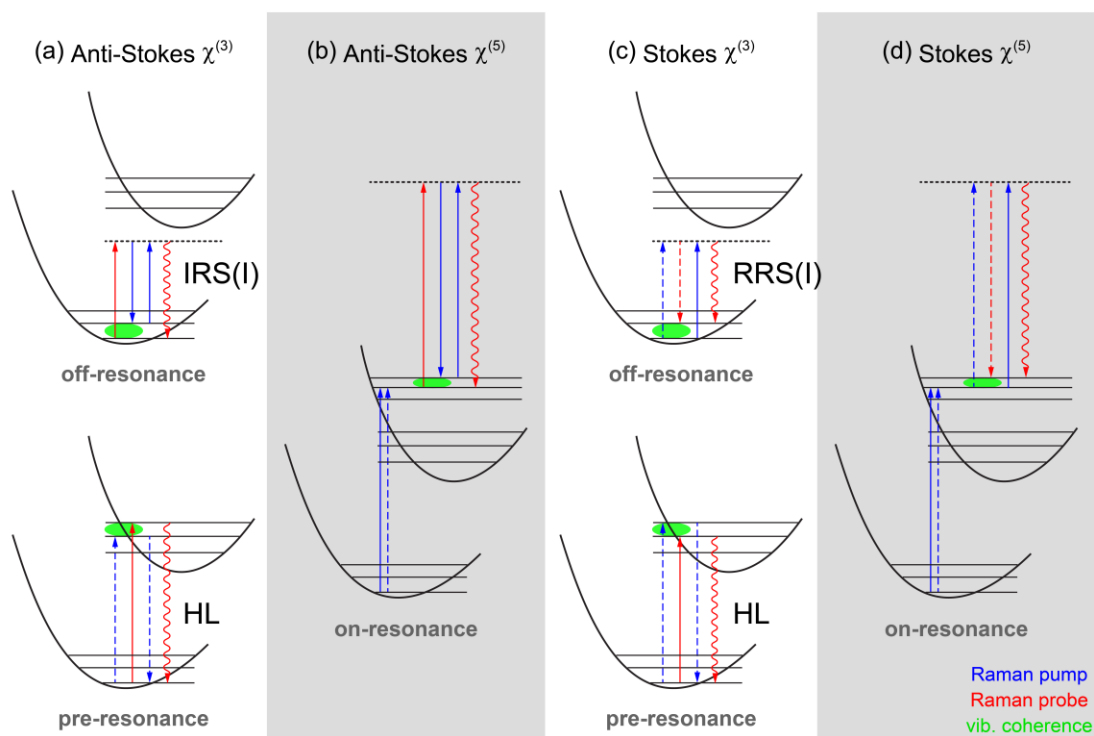 (a) Anti-Stokes χ⁽³⁾
(b) Anti-Stokes χ⁽⁵⁾
(c) Stokes χ⁽³⁾
(d) Stokes χ⁽⁵⁾
IRS(I)
RRS(I)
off-resonance
off-resonance
HL
HL
on-resonance
on-resonance
pre-resonance
pre-resonance
Raman pump
Raman probe
vib. coherence